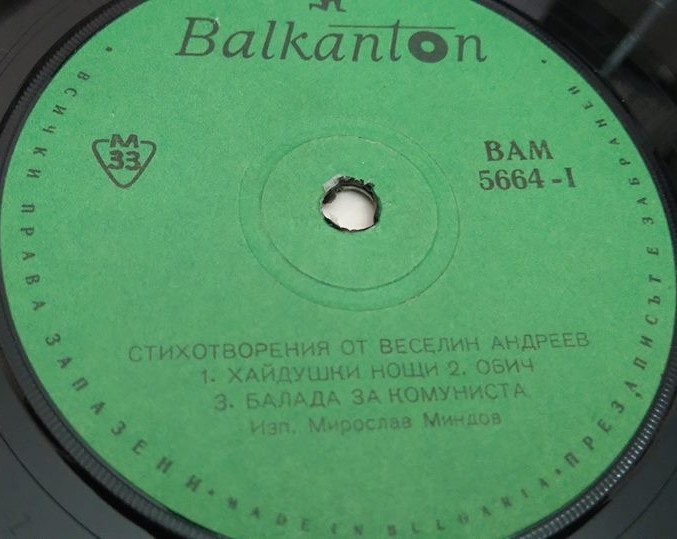 Balkanton
М
33
ВАМ
5664-I
СТИХОТВОРЕНИЯ ОТ ВЕСЕЛИН АНДРЕЕВ
1. ХАЙДУШКИ НОЩИ 2. ОБИЧ
3. БАЛАДА ЗА КОМУНИСТА
Изп. Мирослав Миндов
• ВСИЧКИ ПРАВА ЗАПАЗЕНИ • MADE IN BULGARIA • ПРЕЗАПИСЪТ Е ЗАБРАНЕН •